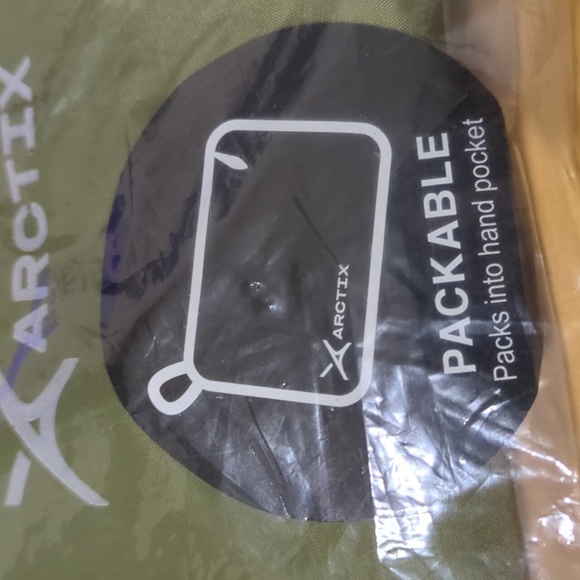 ARCTIX
ARCTIX
PACKABLE
Packs into hand pocket